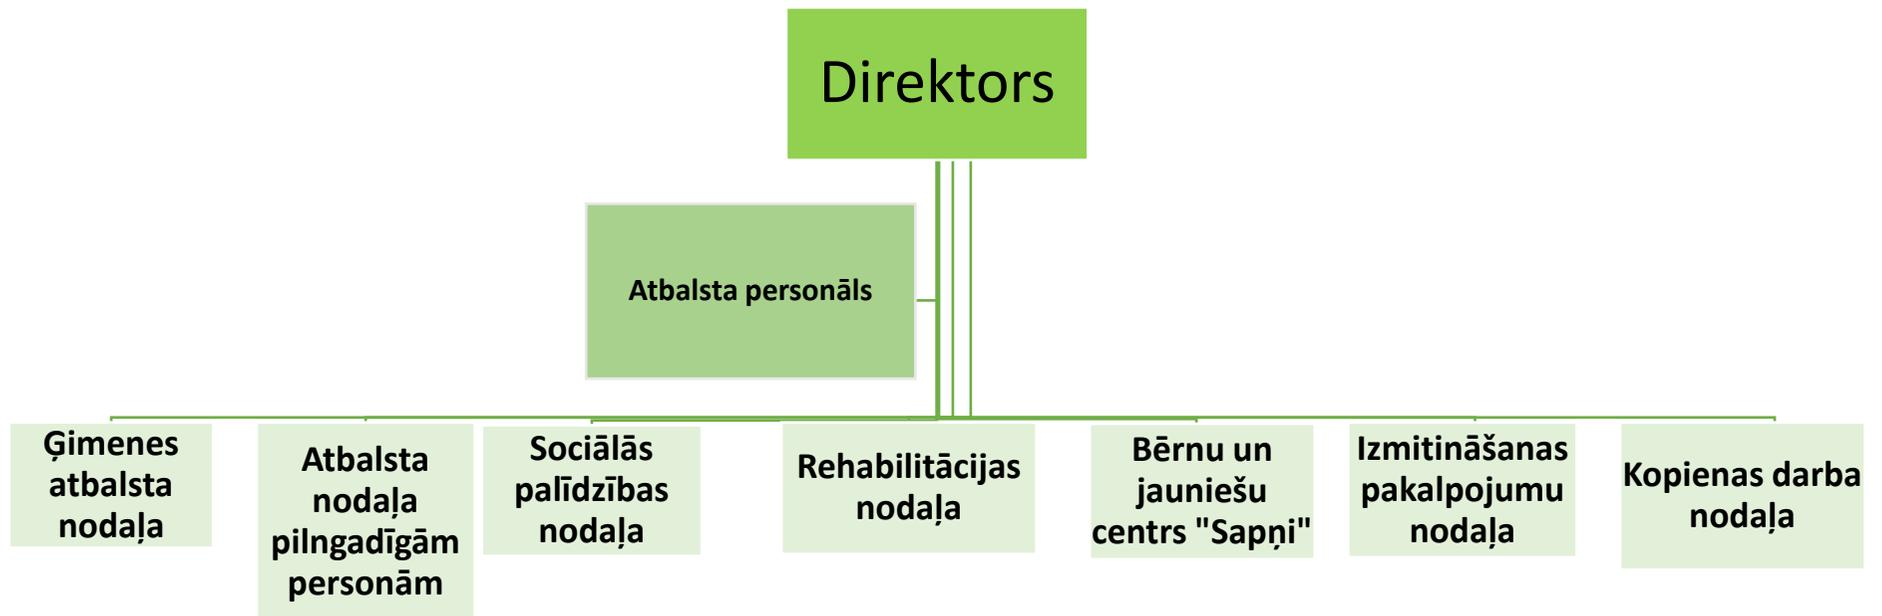 Direktors
Atbalsta personāls
Ģimenes
atbalsta
nodaļa
Atbalsta
nodaļa
pilngadīgām
personām
Sociālās
palīdzības
nodaļa
Rehabilitācijas
nodaļa
Bērnu un
jauniešu
centrs "Sapņi"
Izmitināšanas
pakalpojumu
nodaļa
Kopienas darba
nodaļa